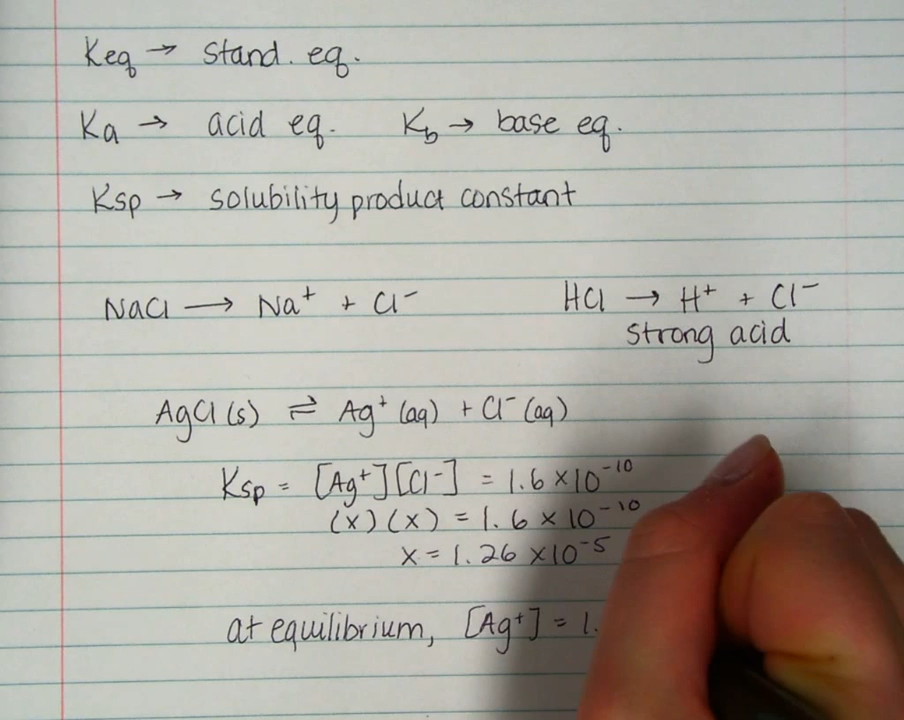 Keq → stand. eq.
Ka → acid eq. Kb → base eq.
Ksp → solubility product constant
NaCl → Na⁺ + Cl⁻ HCl → H⁺ + Cl⁻
strong acid
AgCl (s) ⇌ Ag⁺ (aq) + Cl⁻ (aq)
Ksp = [Ag⁺][Cl⁻] = 1.6 × 10⁻¹⁰
(x)(x) = 1.6 × 10⁻¹⁰
x = 1.26 × 10⁻⁵
at equilibrium, [Ag⁺] = 1.